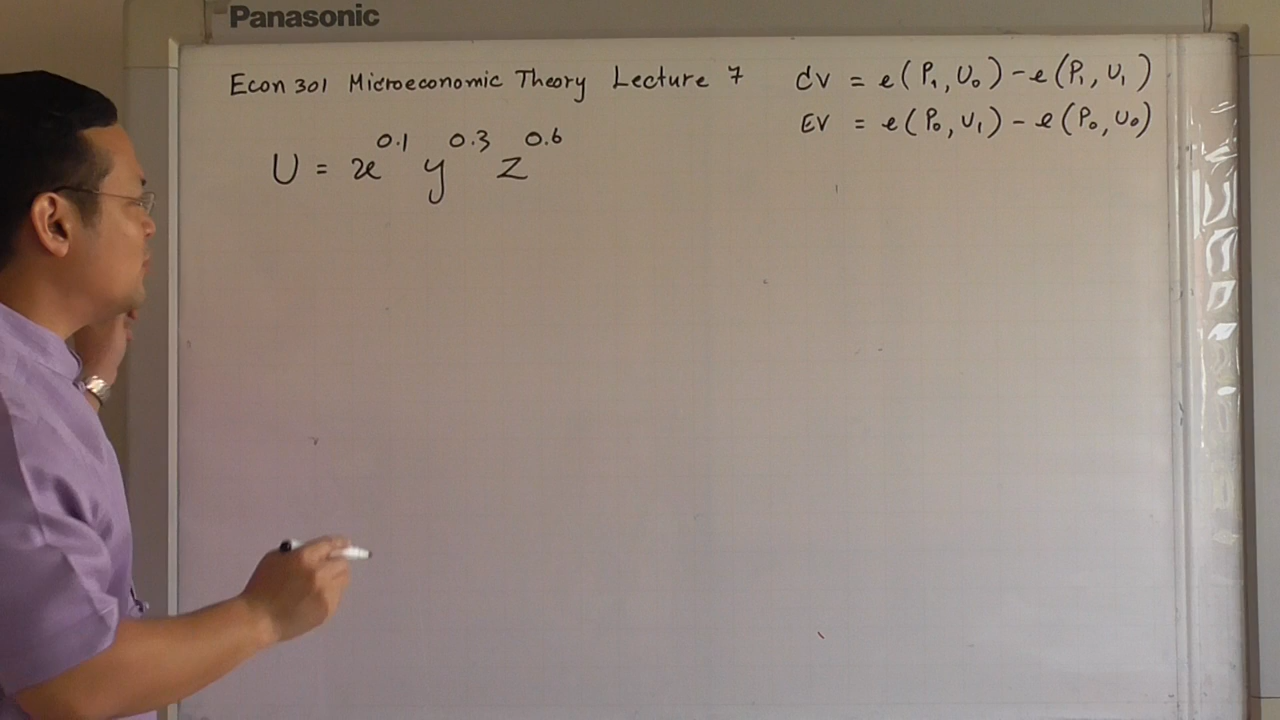 Panasonic
Econ 301 Microeconomic Theory Lecture 7
U = x^0.1 y^0.3 z^0.6
CV = e(P₁, U₀) - e(P₁, U₁)
EV = e(P₀, U₁) - e(P₀, U₀)